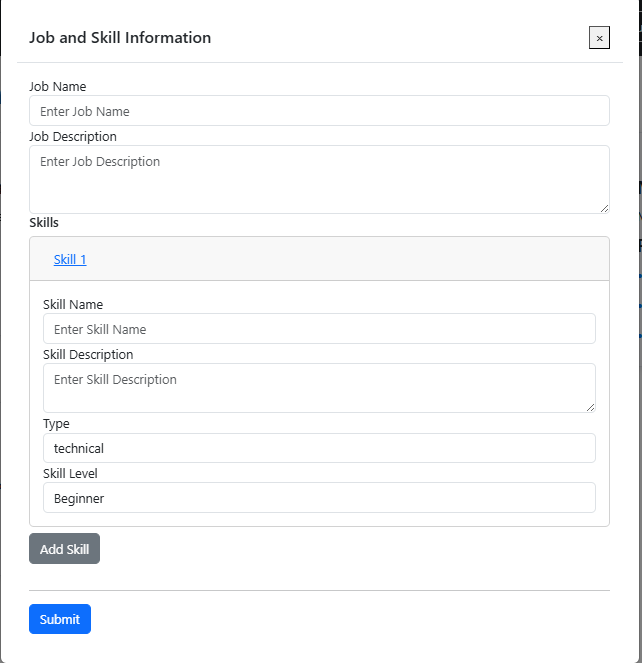 Job and Skill Information
×
Job Name
Enter Job Name
Job Description
Enter Job Description
Skills
Skill 1
Skill Name
Enter Skill Name
Skill Description
Enter Skill Description
Type
technical
Skill Level
Beginner
Add Skill
Submit